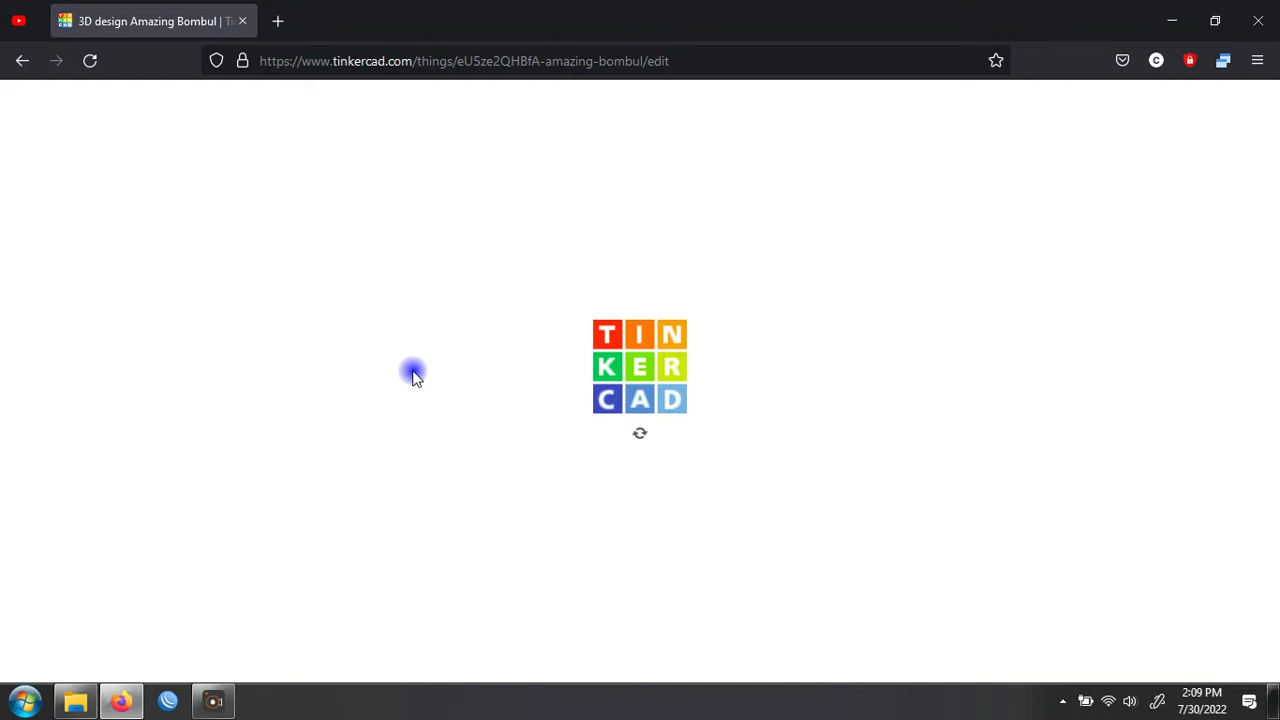 3D design Amazing Bombul | Ti
https://www.tinkercad.com/things/eU5ze2QHBfA-amazing-bombul/edit
C
TIN
KER
CAD
2:09 PM
7/30/2022